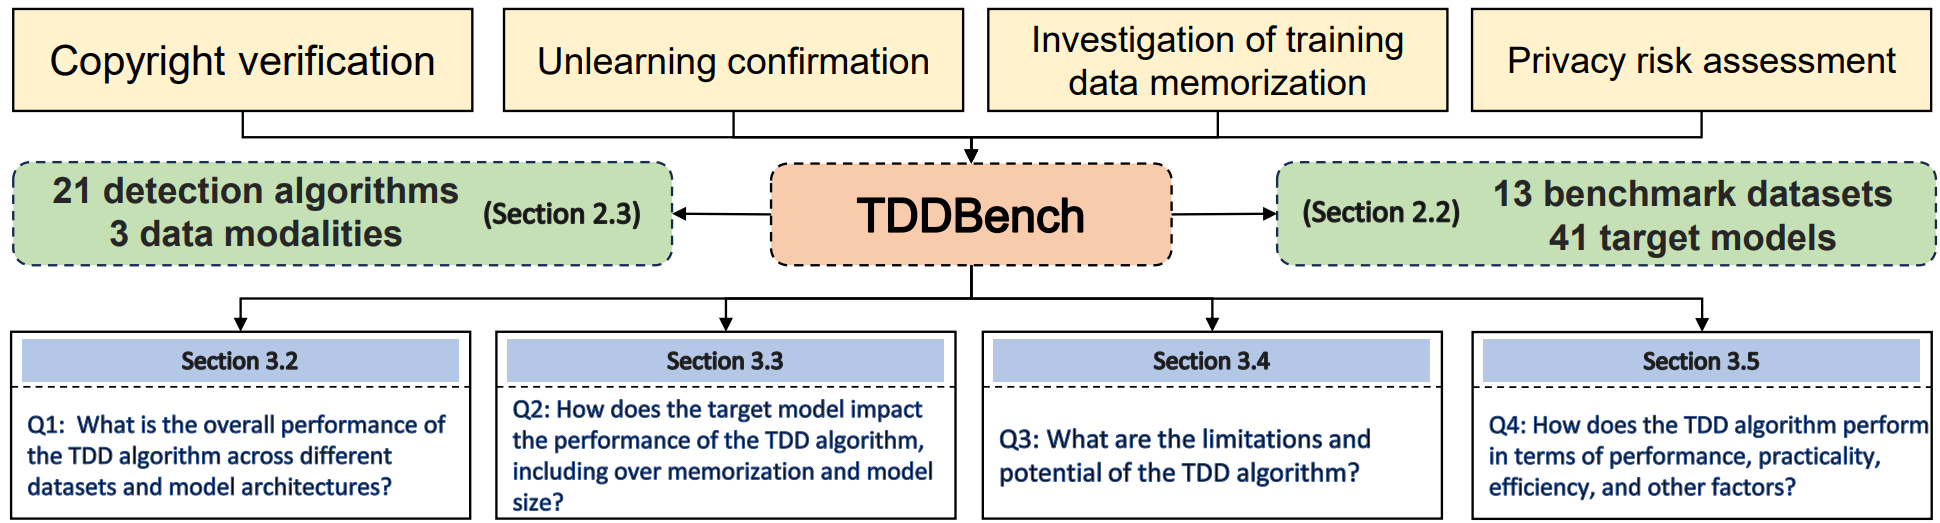 Copyright verification
Unlearning confirmation
Investigation of training
data memorization
Privacy risk assessment
21 detection algorithms
3 data modalities
(Section 2.3)
TDDBench
(Section 2.2)
13 benchmark datasets
41 target models
Section 3.2
Q1: What is the overall performance of
the TDD algorithm across different
datasets and model architectures?
Section 3.3
Q2: How does the target model impact
the performance of the TDD algorithm,
including over memorization and model
size?
Section 3.4
Q3: What are the limitations and
potential of the TDD algorithm?
Section 3.5
Q4: How does the TDD algorithm perform
in terms of performance, practicality,
efficiency, and other factors?